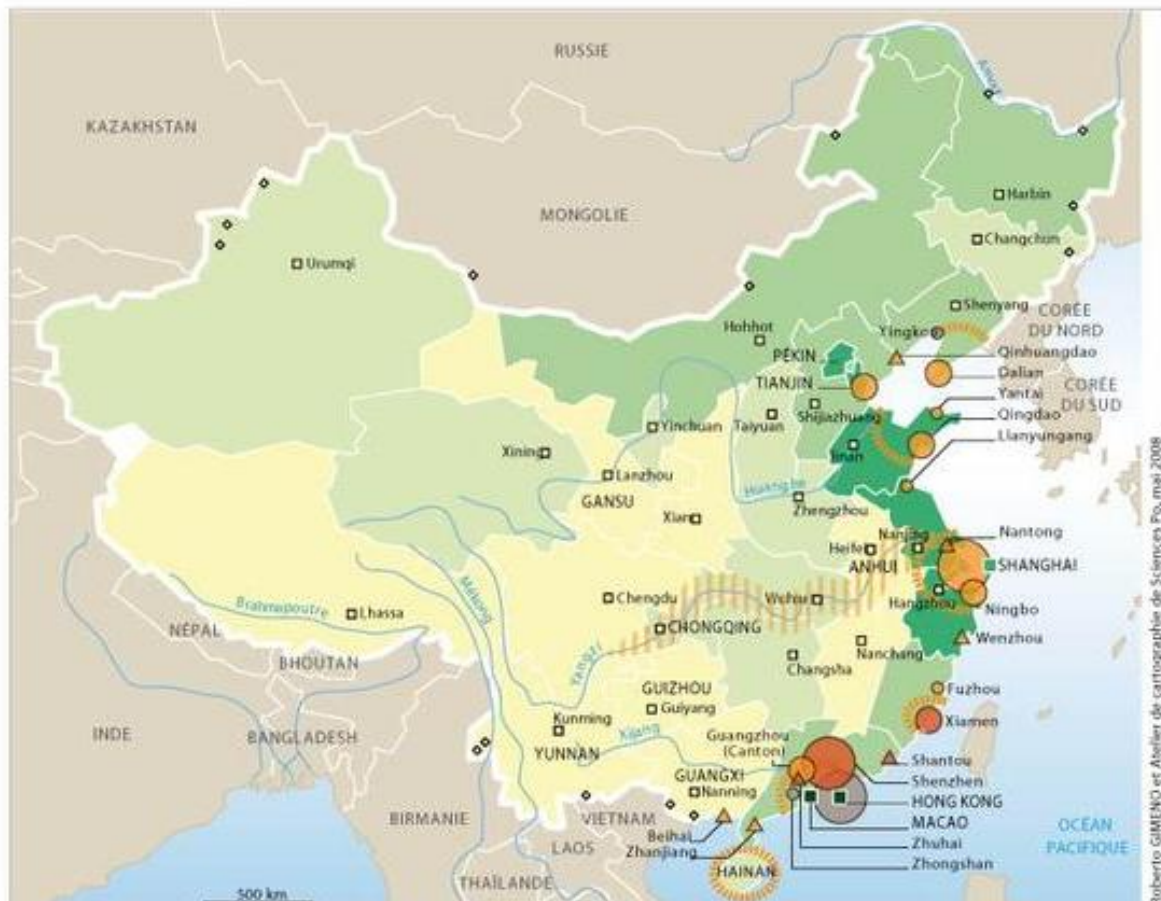 RUSSIE
KAZAKHSTAN
Amour
MONGOLIE
Harbin
Changchun
Urumqi
Shenyang
CORÉE
DU NORD
Hohhot
Yingkou
Qinhuangdao
PÉKIN
Dalian
TIANJIN
Yantai
CORÉE
DU SUD
Shijiazhuang
Taiyuan
Qingdao
Yinchuan
Lianyungang
Xining
Jinan
Lanzhou
Huang he
GANSU
Zhengzhou
Xian
Nanjing
Nantong
Heifei
ANHUI
SHANGHAI
Mékong
Chengdu
Wuhan
Hangzhou
Brahmapoutre
Lhassa
Ningbo
CHONGQING
NÉPAL
Wenzhou
Yangzi
Nanchang
BHOUTAN
Changsha
GUIZHOU
Fuzhou
Guiyang
Kunming
Xiamen
INDE
BANGLADESH
Xijiang
Guangzhou
(Canton)
YUNNAN
Shantou
GUANGXI
Shenzhen
Nanning
HONG KONG
BIRMANIE
VIETNAM
MACAO
OCÉAN
PACIFIQUE
Beihai
Zhuhai
LAOS
Zhanjiang
Zhongshan
HAINAN
THAÏLANDE
500 km
Roberto GIMENO et Atelier de cartographie de Sciences Po, mai 2008